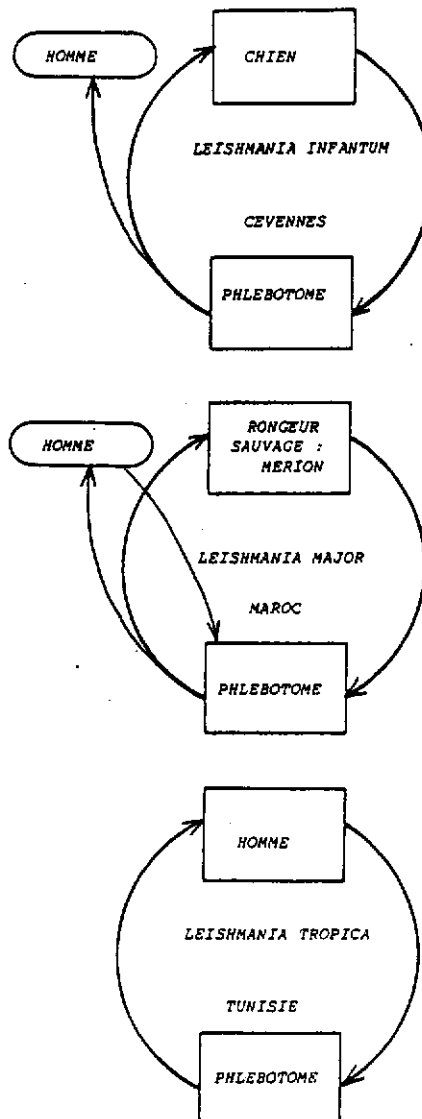 HOMME
CHIEN
LEISHMANIA INFANTUM
CEVENNES
PHLEBOTOME
HOMME
RONGEUR
SAUVAGE :
MERION
LEISHMANIA MAJOR
MAROC
PHLEBOTOME
HOMME
LEISHMANIA TROPICA
TUNISIE
PHLEBOTOME